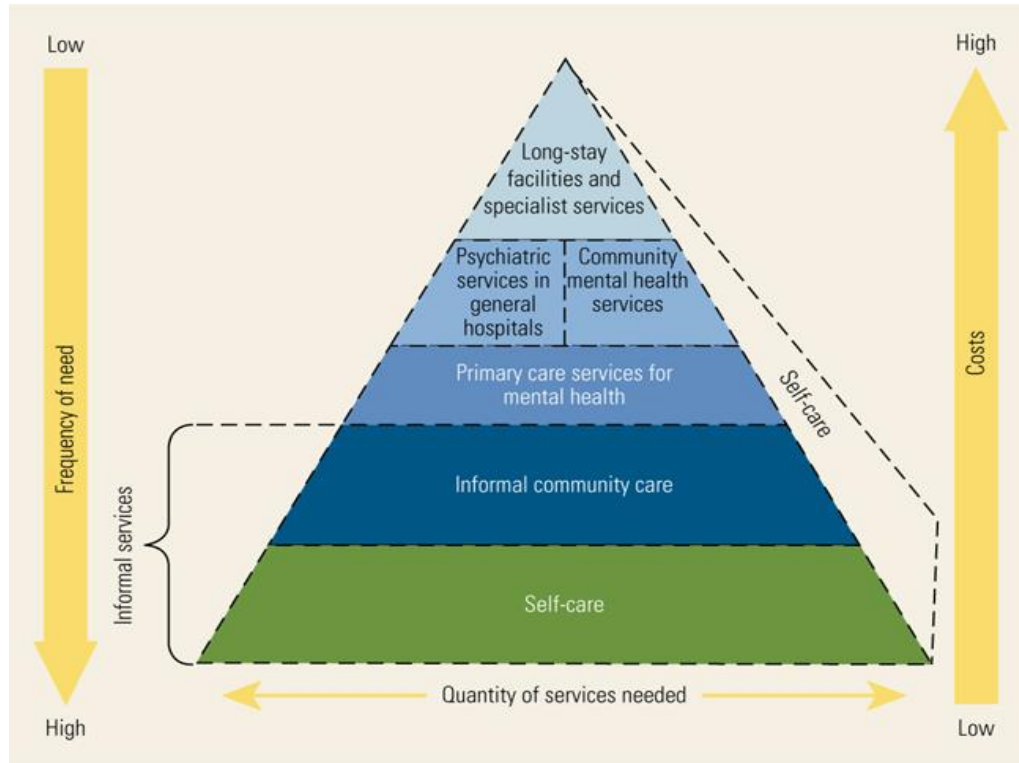 Low
High
Long-stay
facilities and
specialist services
Psychiatric
services in
general
hospitals
Community
mental health
services
Primary care services for
mental health
Informal community care
Self-care
Self-care
Frequency of need
Informal services
Costs
Quantity of services needed
High
Low